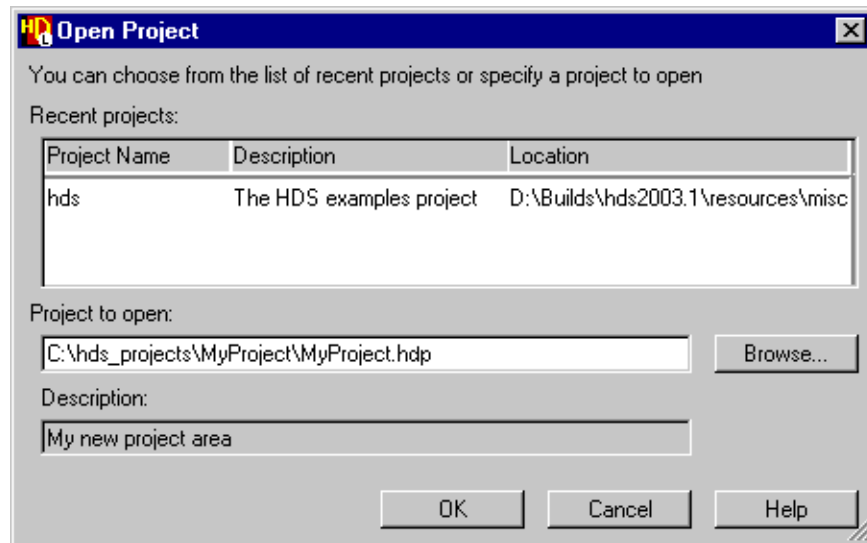 HD L Open Project
You can choose from the list of recent projects or specify a project to open
Recent projects:
Project Name Description Location
hds The HDS examples project D:\Builds\hds2003.1\resources\misc
Project to open:
C:\hds_projects\MyProject\MyProject.hdp Browse...
Description:
My new project area
OK Cancel Help